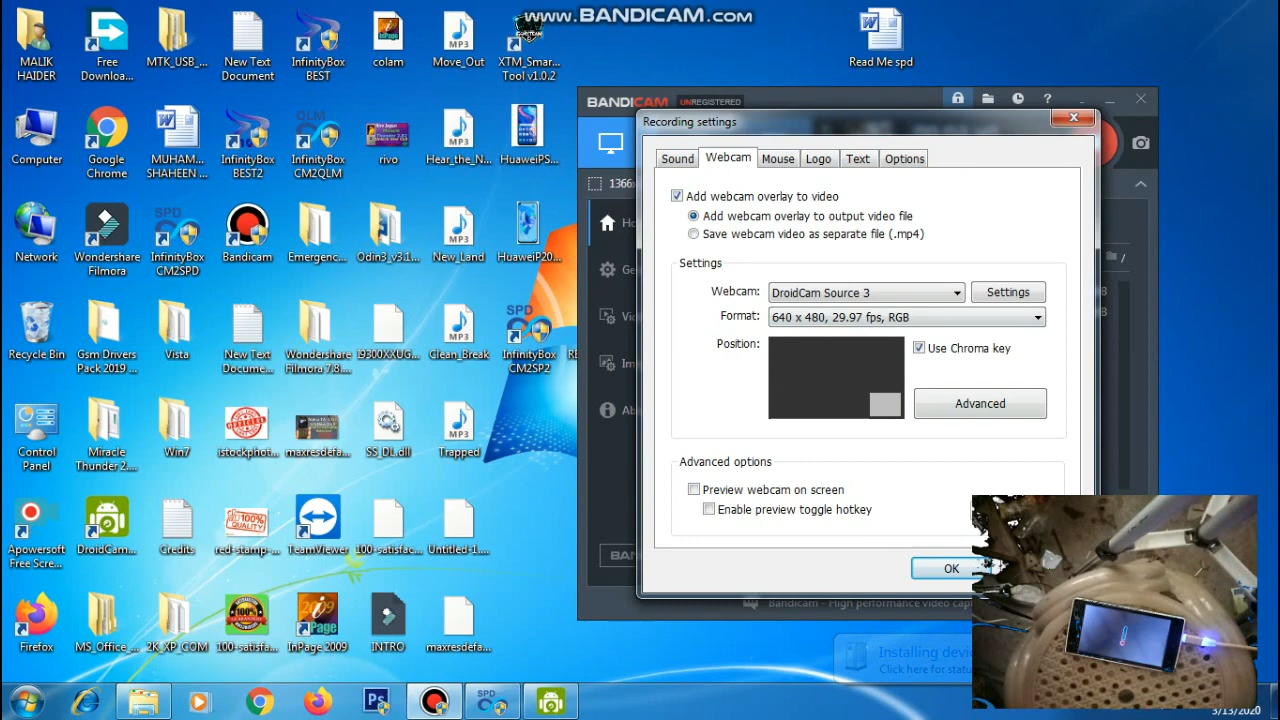 www.BANDICAM.com
MALIK
HAIDER
Free
Downloa...
MTK_USB_...
New Text
Document
InfinityBox
BEST
colam
Move_Out
XTM_Smar...
Tool v1.0.2
Read Me spd
Computer
Google
Chrome
MUHAM...
SHAHEEN ...
InfinityBox
BEST2
InfinityBox
CM2QLM
rivo
Hear_the_N...
HuaweiPS...
Network
Wondershare
Filmora
InfinityBox
CM2SPD
Bandicam
Emergenc...
Odin3_v3.1...
New_Land
HuaweiP20...
Recycle Bin
Gsm Drivers
Pack 2019 ...
Vista
New Text
Docume...
Wondershare
Filmora 7.8...
I9300XXUG...
Clean_Break
InfinityBox
CM2SP2
Control
Panel
Miracle
Thunder 2....
Win7
istockphot...
maxresdefa...
SS_DL.dll
Trapped
Apowersoft
Free Scree...
DroidCam...
Credits
red-stamp-...
TeamViewer
100-satisfac...
Untitled-1....
Firefox
MS_Office_...
2K_XP_COM
100-satisfa...
InPage 2009
INTRO
maxresdefa...
BANDICAM UNREGISTERED
Recording settings
Sound Webcam Mouse Logo Text Options
1366
Add webcam overlay to video
Add webcam overlay to output video file
Save webcam video as separate file (.mp4)
Settings
Webcam: DroidCam Source 3 Settings
Format: 640 x 480, 29.97 fps, RGB
Position: Use Chroma key
Advanced
Advanced options
Preview webcam on screen
Enable preview toggle hotkey
OK
Bandicam - High performance video
Installing devi
Click here for statu
3/13/2020